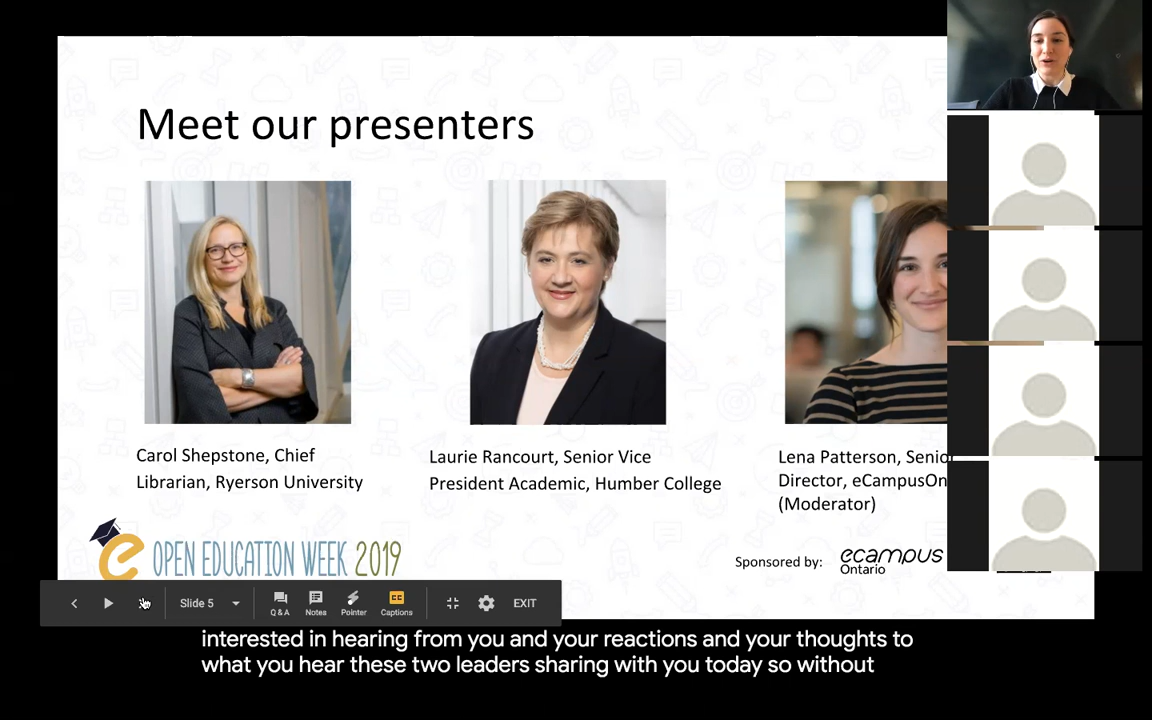 Meet our presenters
Carol Shepstone, Chief
Librarian, Ryerson University
Laurie Rancourt, Senior Vice
President Academic, Humber College
Lena Patterson, Senior
Director, eCampusOn
(Moderator)
e OPEN EDUCATION WEEK 2019
Sponsored by:
ecampus
Ontario
Slide 5
Q & A
Notes
Pointer
CC
Captions
EXIT
interested in hearing from you and your reactions and your thoughts to
what you hear these two leaders sharing with you today so without